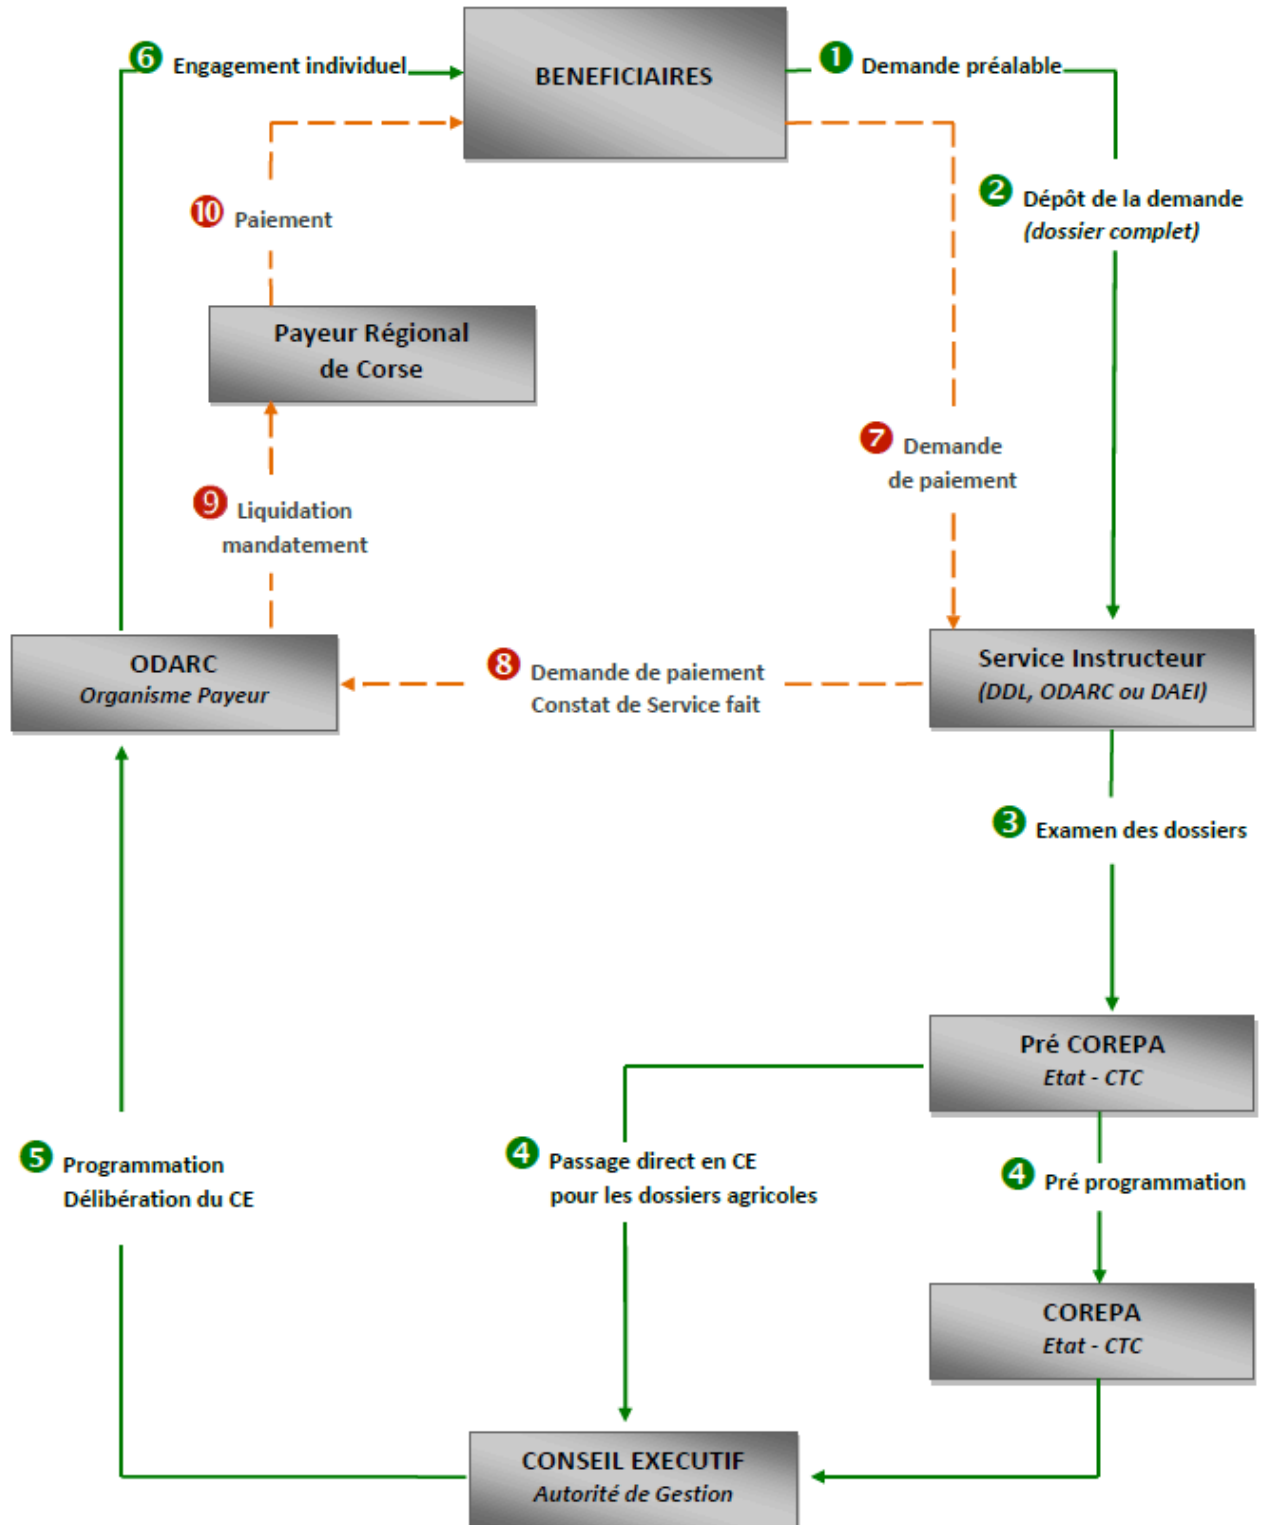 6 Engagement individuel
BENEFICIAIRES
1 Demande préalable
2 Dépôt de la demande
(dossier complet)
10 Paiement
Payeur Régional
de Corse
7 Demande
de paiement
9 Liquidation
mandatement
ODARC
Organisme Payeur
8 Demande de paiement
Constat de Service fait
Service Instructeur
(DDL, ODARC ou DAEI)
3 Examen des dossiers
Pré COREPA
Etat - CTC
5 Programmation
Délibération du CE
4 Passage direct en CE
pour les dossiers agricoles
4 Pré programmation
COREPA
Etat - CTC
CONSEIL EXECUTIF
Autorité de Gestion